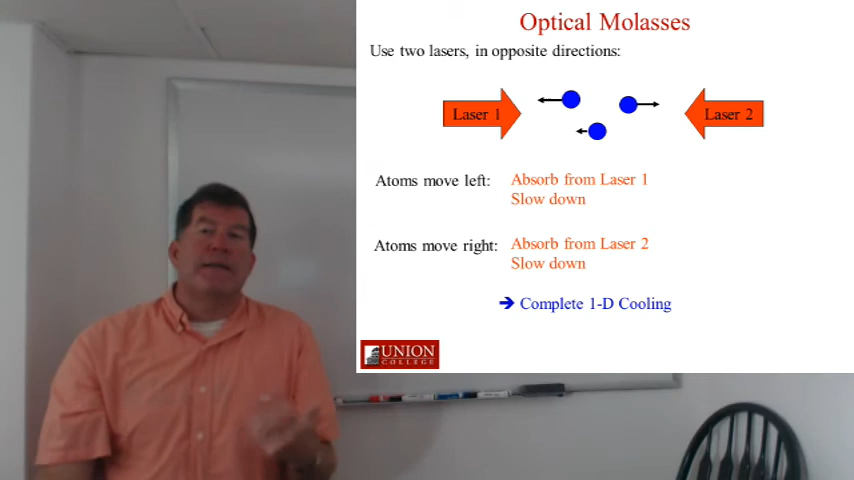 Optical Molasses
Use two lasers, in opposite directions:
Laser 1
Laser 2
Atoms move left:
Absorb from Laser 1
Slow down
Atoms move right:
Absorb from Laser 2
Slow down
➔ Complete 1-D Cooling
UNION
COLLEGE